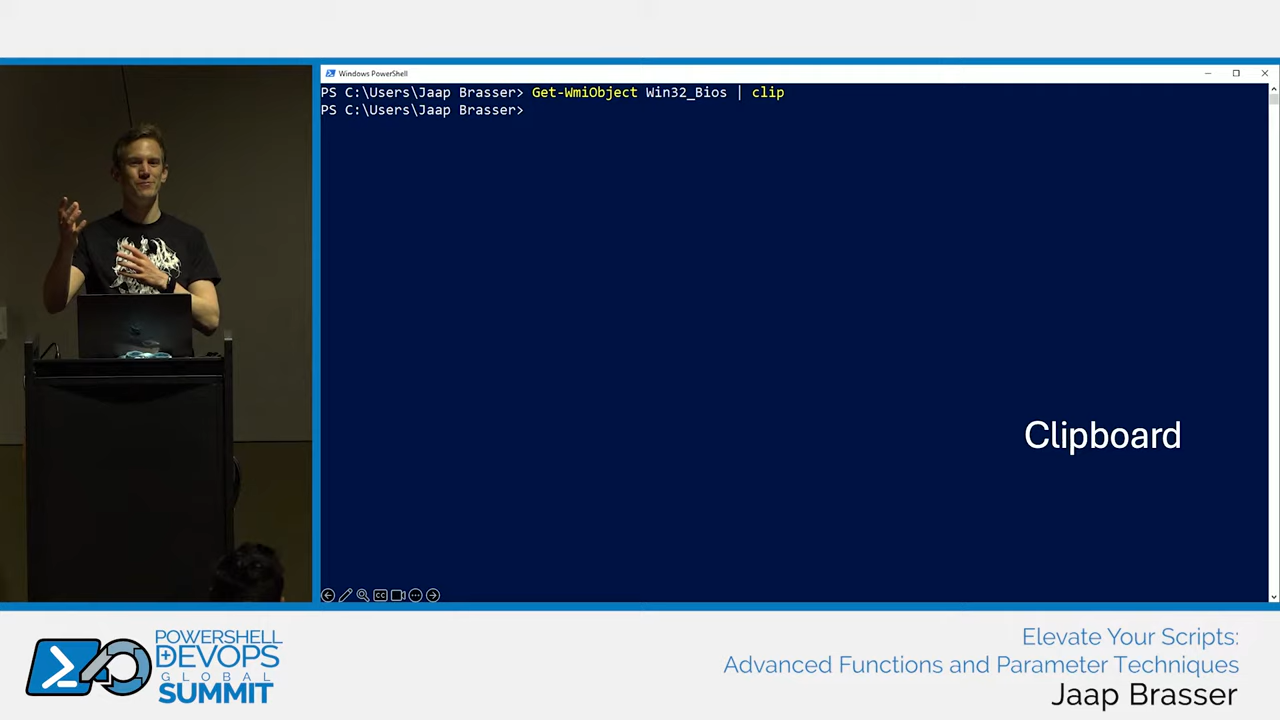 Windows PowerShell
PS C:\Users\Jaap Brasser> Get-WmiObject Win32_Bios | clip
PS C:\Users\Jaap Brasser>
Clipboard
CC
POWERSHELL
DEVOPS
GLOBAL
SUMMIT
Elevate Your Scripts:
Advanced Functions and Parameter Techniques
Jaap Brasser